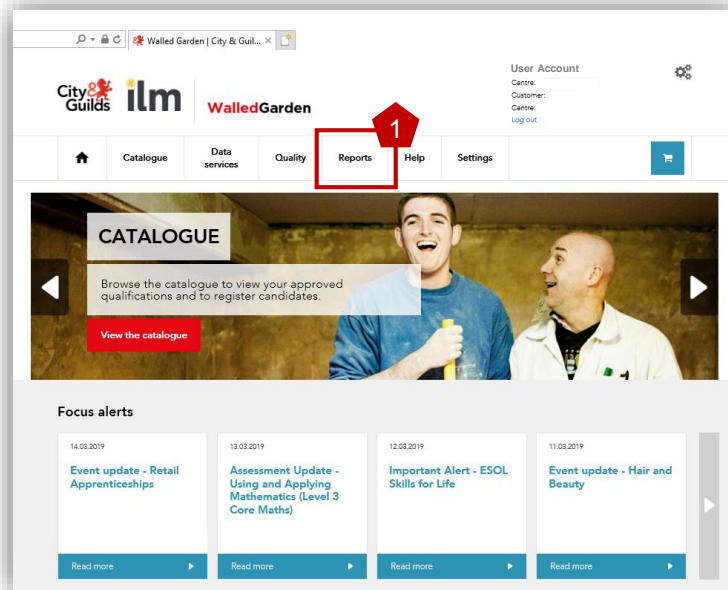 Walled Garden | City & Guil...
City& Guilds
ilm
WalledGarden
User Account
Centre:
Customer:
Centre:
Log out
1
Catalogue
Data services
Quality
Reports
Help
Settings
CATALOGUE
Browse the catalogue to view your approved
qualifications and to register candidates.
View the catalogue
Focus alerts
14.03.2019
Event update - Retail
Apprenticeships
Read more
13.03.2019
Assessment Update -
Using and Applying
Mathematics (Level 3
Core Maths)
Read more
12.03.2019
Important Alert - ESOL
Skills for Life
Read more
11.03.2019
Event update - Hair and
Beauty
Read more